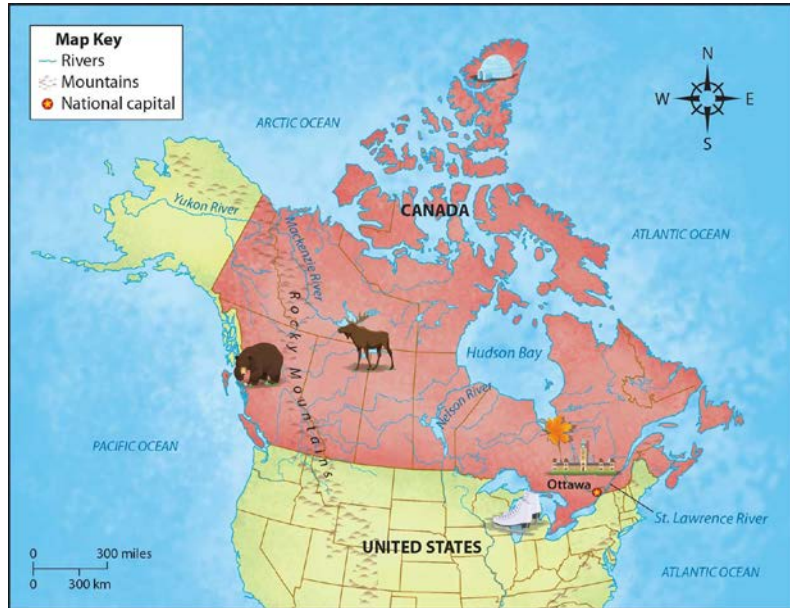 Map Key
Rivers
Mountains
National capital
N
W E
S
ARCTIC OCEAN
Yukon River
Mackenzie River
CANADA
ATLANTIC OCEAN
Rocky Mountains
Hudson Bay
Nelson River
PACIFIC OCEAN
Ottawa
St. Lawrence River
UNITED STATES
ATLANTIC OCEAN
0 300 miles
0 300 km